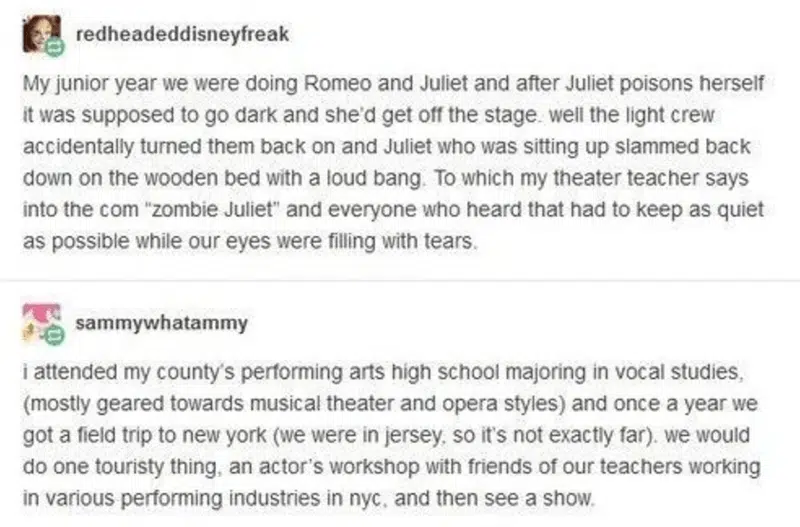 redheadeddisneyfreak
My junior year we were doing Romeo and Juliet and after Juliet poisons herself
it was supposed to go dark and she'd get off the stage. well the light crew
accidentally turned them back on and Juliet who was sitting up slammed back
down on the wooden bed with a loud bang. To which my theater teacher says
into the com "zombie Juliet" and everyone who heard that had to keep as quiet
as possible while our eyes were filling with tears.
sammywhatammy
i attended my county's performing arts high school majoring in vocal studies,
(mostly geared towards musical theater and opera styles) and once a year we
got a field trip to new york (we were in jersey, so it's not exactly far). we would
do one touristy thing, an actor's workshop with friends of our teachers working
in various performing industries in nyc, and then see a show.